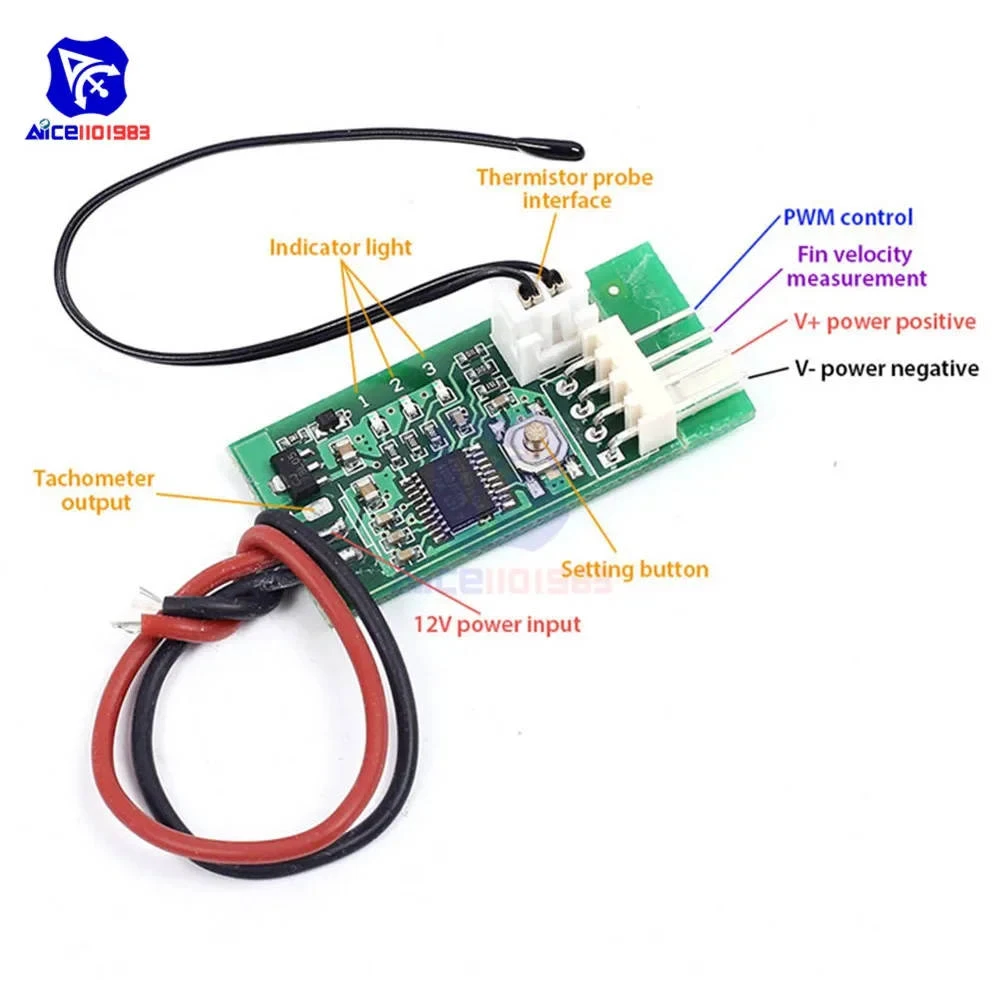 Aice1101983
Thermistor probe
interface
PWM control
Indicator light
Fin velocity
measurement
V+ power positive
V- power negative
1 2 3
Tachometer
output
Setting button
Aice1101983
12V power input